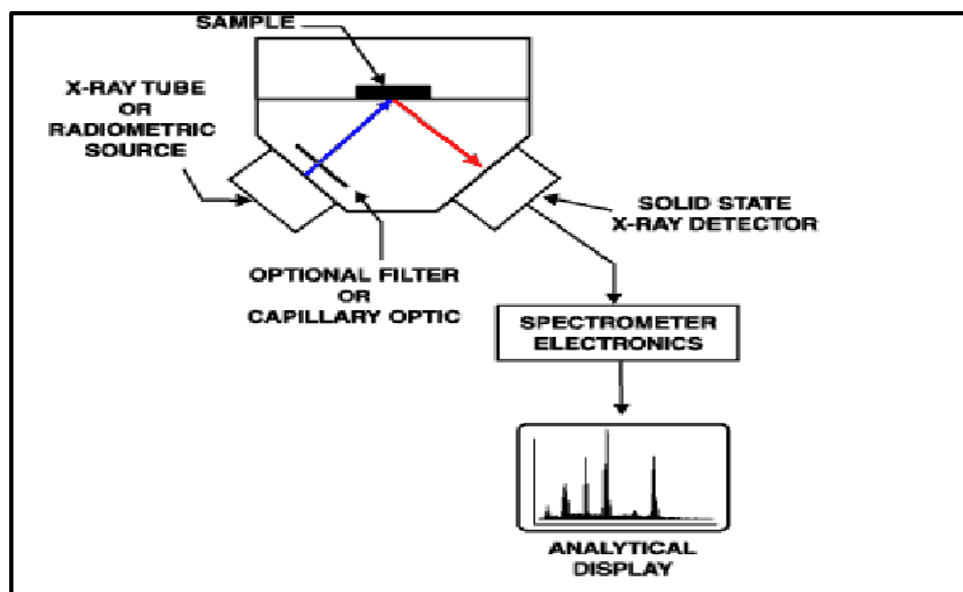 SAMPLE
X-RAY TUBE
OR
RADIOMETRIC
SOURCE
SOLID STATE
X-RAY DETECTOR
OPTIONAL FILTER
OR
CAPILLARY OPTIC
SPECTROMETER
ELECTRONICS
ANALYTICAL
DISPLAY